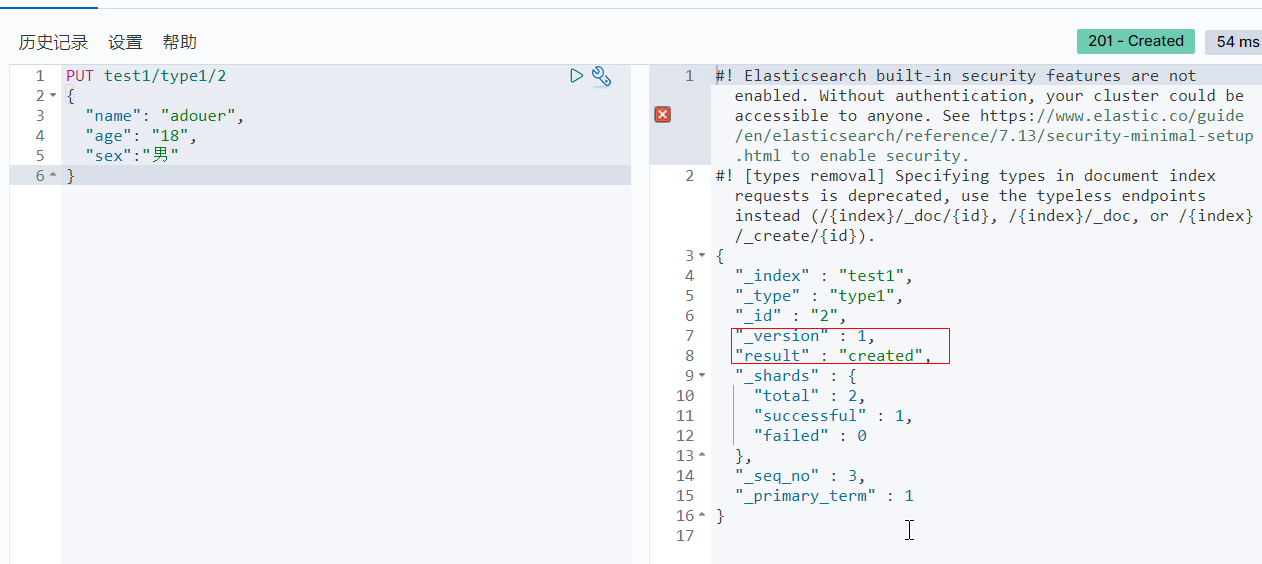 历史记录 设置 帮助
201 - Created
54 ms
1 PUT test1/type1/2
2 {
3 "name": "adouer",
4 "age": "18",
5 "sex":"男"
6 }
1 #! Elasticsearch built-in security features are not
enabled. Without authentication, your cluster could be
accessible to anyone. See https://www.elastic.co/guide
/en/elasticsearch/reference/7.13/security-minimal-setup
.html to enable security.
2 #! [types removal] Specifying types in document index
requests is deprecated, use the typeless endpoints
instead (/{index}/_doc/{id}, /{index}/_doc, or /{index}
/_create/{id}).
3 {
4 "_index" : "test1",
5 "_type" : "type1",
6 "_id" : "2",
7 "_version" : 1,
8 "result" : "created",
9 "_shards" : {
10 "total" : 2,
11 "successful" : 1,
12 "failed" : 0
13 },
14 "_seq_no" : 3,
15 "_primary_term" : 1
16 }
17